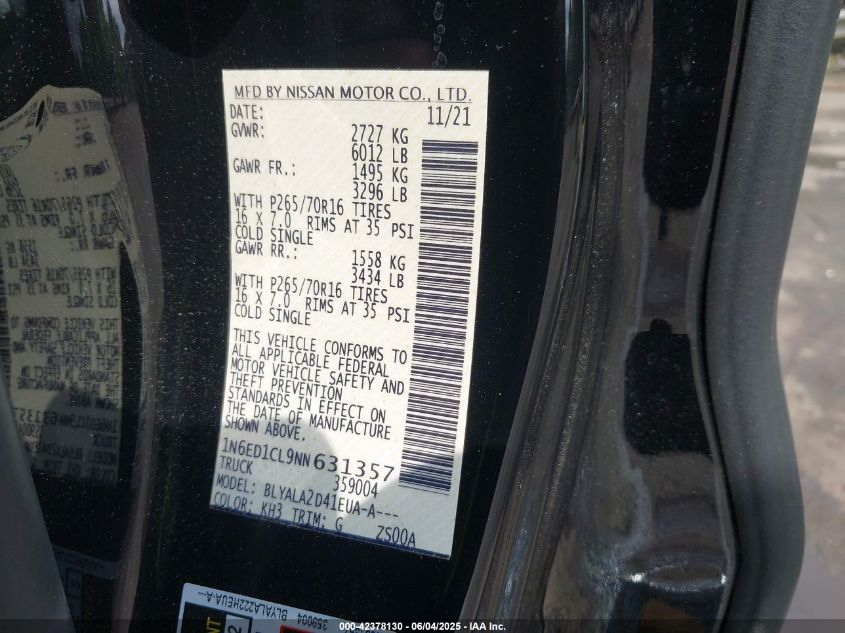 MFD BY NISSAN MOTOR CO., LTD.
DATE: 11/21
GVWR: 2727 KG
6012 LB
GAWR FR.: 1495 KG
3296 LB
WITH P265/70R16 TIRES
16 X 7.0 RIMS AT 35 PSI
COLD SINGLE
GAWR RR.: 1558 KG
3434 LB
WITH P265/70R16 TIRES
16 X 7.0 RIMS AT 35 PSI
COLD SINGLE
THIS VEHICLE CONFORMS TO
ALL APPLICABLE FEDERAL
MOTOR VEHICLE SAFETY AND
THEFT PREVENTION
STANDARDS IN EFFECT ON
THE DATE OF MANUFACTURE
SHOWN ABOVE.
1N6ED1CL9NN631357
TRUCK 359004
MODEL: BLYALA2D41EUA-A---
COLOR: KH3 TRIM: G ZS00A
359004 BLYALA222HEUA-A--
000-42378130 - 06/04/2025 - IAA Inc.